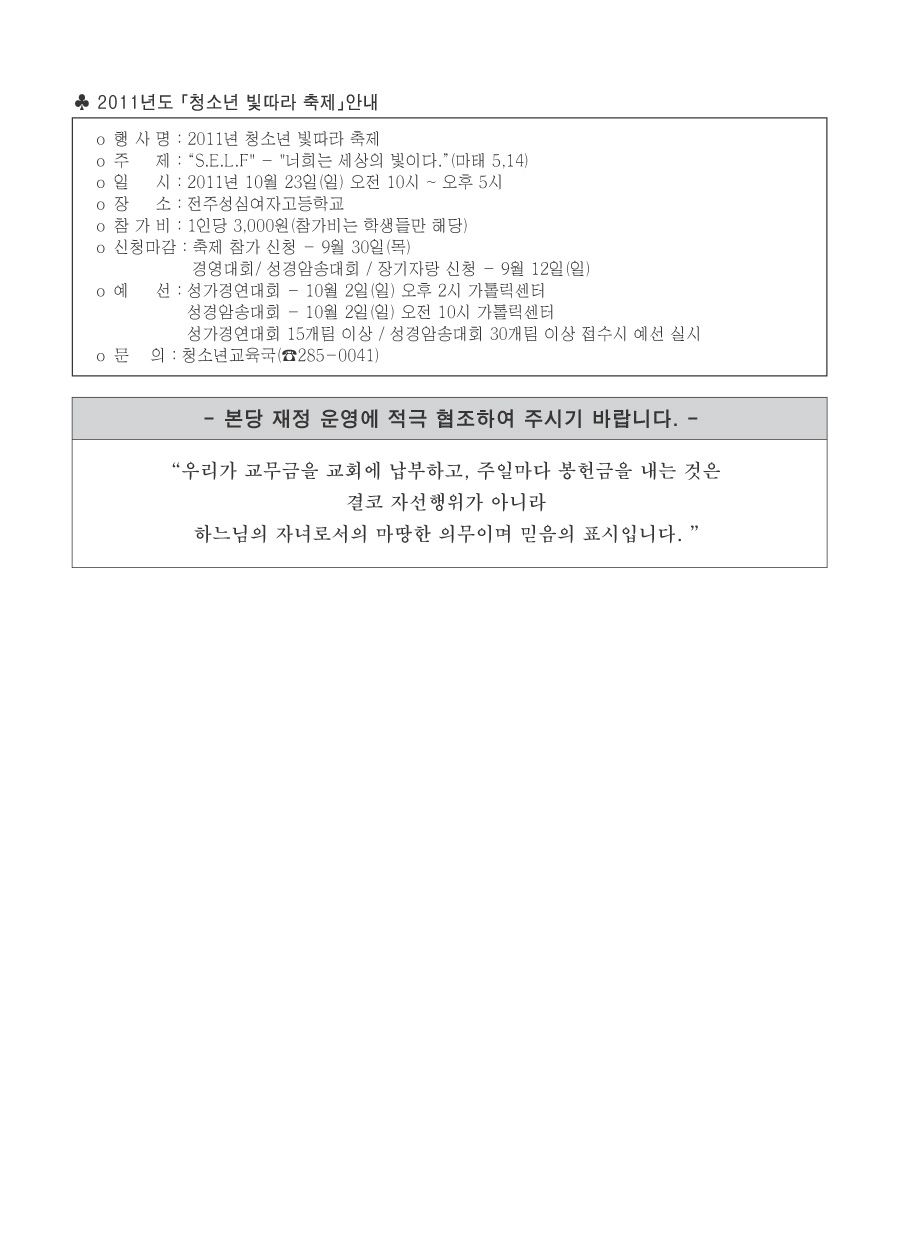 ♣ 2011년도 「청소년 빛따라 축제」안내
o 행 사 명 : 2011년 청소년 빛따라 축제
o 주 제 : “S.E.L.F" - "너희는 세상의 빛이다.”(마태 5,14)
o 일 시 : 2011년 10월 23일(일) 오전 10시 ~ 오후 5시
o 장 소 : 전주성심여자고등학교
o 참 가 비 : 1인당 3,000원(참가비는 학생들만 해당)
o 신청마감 : 축제 참가 신청 - 9월 30일(목)
경영대회/ 성경암송대회 / 장기자랑 신청 - 9월 12일(일)
o 예 선 : 성가경연대회 - 10월 2일(일) 오후 2시 가톨릭센터
성경암송대회 - 10월 2일(일) 오전 10시 가톨릭센터
성가경연대회 15개팀 이상 / 성경암송대회 30개팀 이상 접수시 예선 실시
o 문 의 : 청소년교육국(☎285-0041)
- 본당 재정 운영에 적극 협조하여 주시기 바랍니다. -
“우리가 교무금을 교회에 납부하고, 주일마다 봉헌금을 내는 것은
결코 자선행위가 아니라
하느님의 자녀로서의 마땅한 의무이며 믿음의 표시입니다. ”